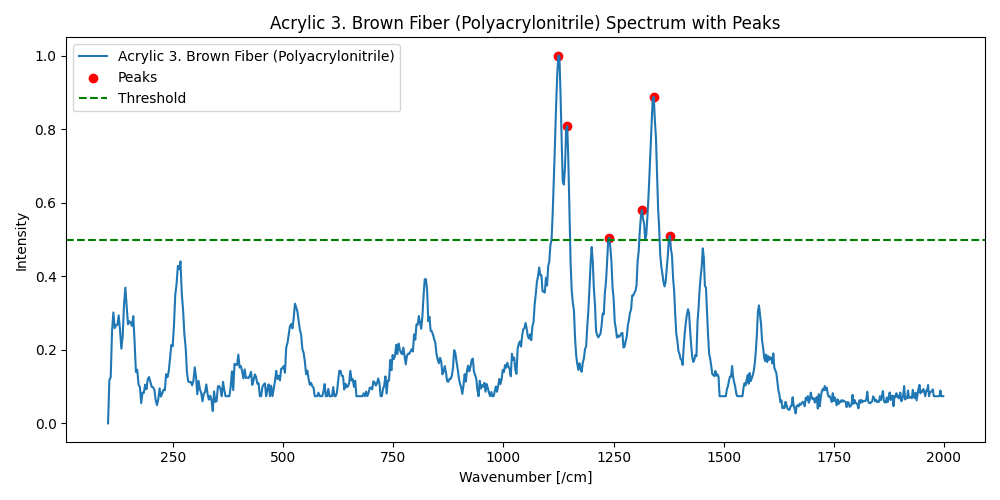 Acrylic 3. Brown Fiber (Polyacrylonitrile) Spectrum with Peaks
Acrylic 3. Brown Fiber (Polyacrylonitrile)
Peaks
Threshold
1.0
0.8
0.6
0.4
0.2
0.0
Intensity
250
500
750
1000
1250
1500
1750
2000
Wavenumber [/cm]